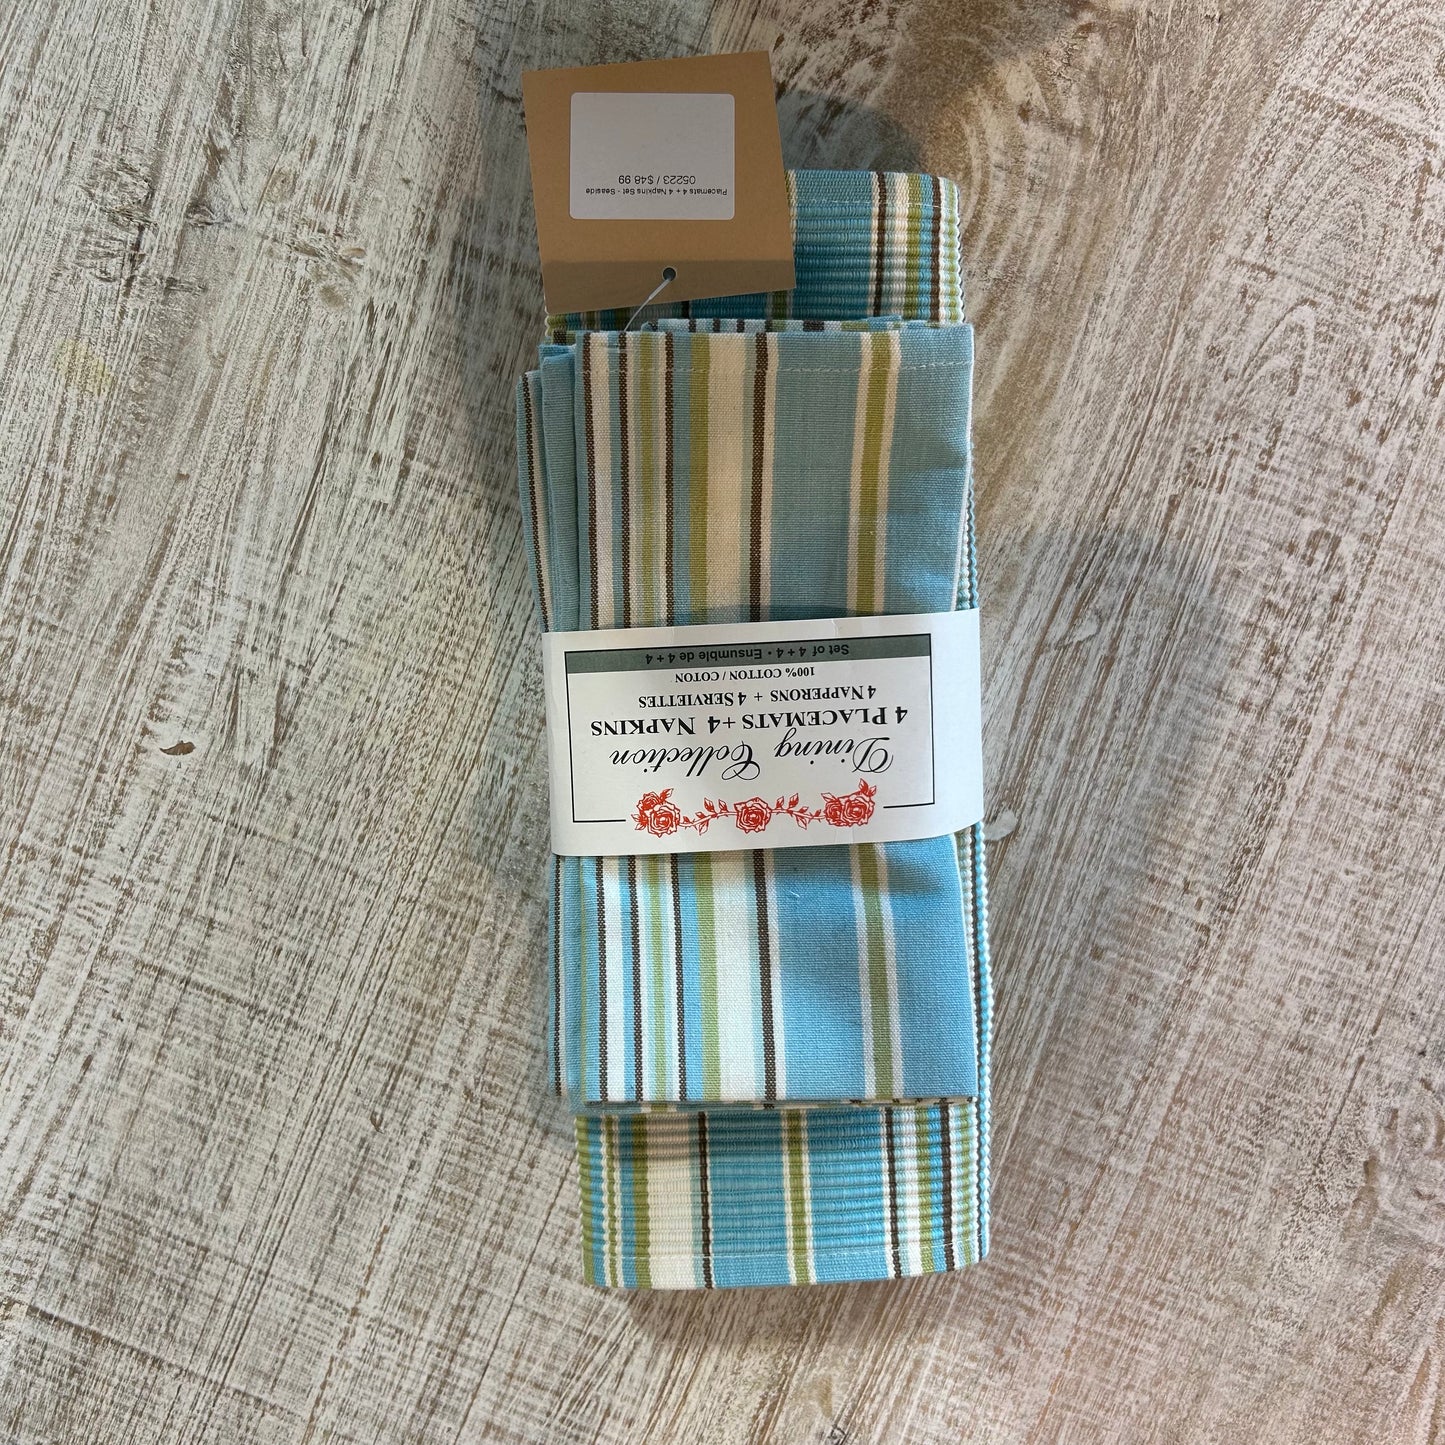 Placemats 4 + 4 Napkins Set - Seaside
05223 / $48.99
Dining Collection
4 PLACEMATS + 4 NAPKINS
4 NAPPERONS + 4 SERVIETTES
100% COTTON / COTON
Set of 4 + 4 • Ensumble de 4 + 4